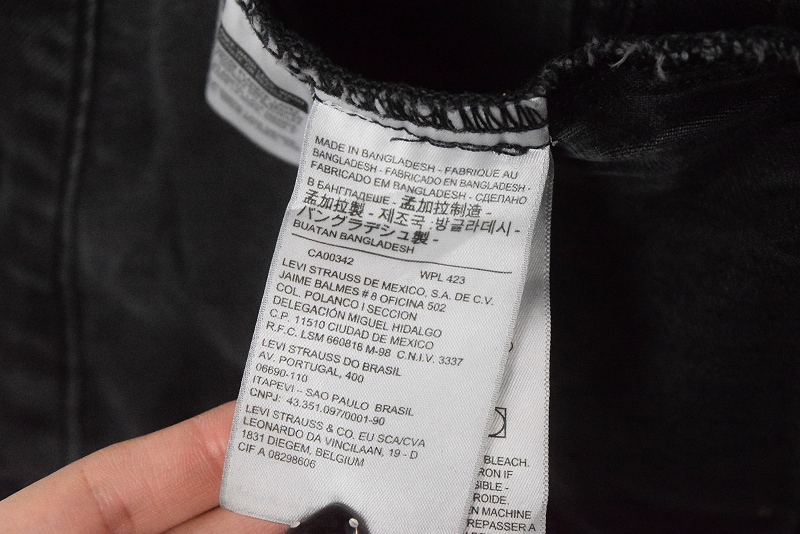 MADE IN BANGLADESH - FABRIQUE AU
BANGLADESH - FABRICADO EN BANGLADESH -
FABRICADO EM BANGLADESH - СДЕЛАНО
В БАНГЛАДЕШЕ - 孟加拉制造 -
孟加拉製 - 제조국 : 방글라데시 -
バングラデシュ製 -
BUATAN BANGLADESH
CA00342 WPL 423
LEVI STRAUSS DE MEXICO, S.A. DE C.V.
JAIME BALMES # 8 OFICINA 502
COL. POLANCO I SECCION
DELEGACIÓN MIGUEL HIDALGO
C.P. 11510 CIUDAD DE MEXICO
R.F.C. LSM 660818 M-98 C.N.I.V. 3337
LEVI STRAUSS DO BRASIL
AV. PORTUGAL, 400
06690-110
ITAPEVI -- SAO PAULO BRASIL
CNPJ: 43.351.097/0001-90
LEVI STRAUSS & CO. EU SCA/CVA
LEONARDO DA VINCILAAN, 19 - D
1831 DIEGEM, BELGIUM
CIF A 08298606
BLEACH.
RON IF
SIBLE -
ROIDE.
EN MACHINE
REPASSER A